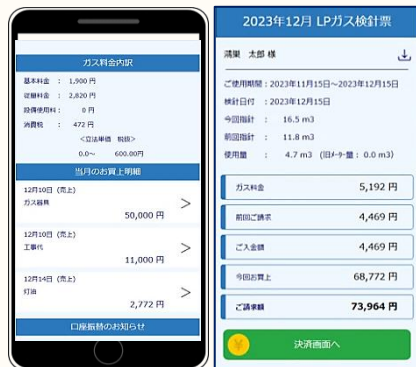 ガス料金内訳
基本料金 ： 1,900 円
従量料金 ： 2,820 円
設備使用料： 0 円
消費税 ： 472 円
＜立法単価 税抜＞
0.0～ 600.00円
当月のお買上明細
12月10日 (売上)
ガス器具
50,000 円
12月10日 (売上)
工事代
11,000 円
12月14日 (売上)
灯油
2,772 円
口座振替のお知らせ
2023年12月 LPガス検針票
鴻巣 太郎 様
ご使用期間：2023年11月15日～2023年12月15日
検針日付 ：2023年12月15日
今回指針 ： 16.5 m3
前回指針 ： 11.8 m3
使用量 ： 4.7 m3 (旧ﾒｰﾀｰ量： 0.0 m3)
ガス料金 5,192 円
前回ご請求 4,469 円
ご入金額 4,469 円
今回お買上 68,772 円
ご請求額 73,964 円
決済画面へ